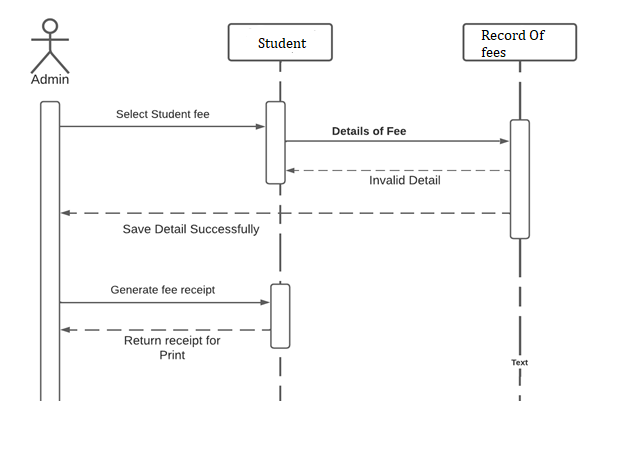 Student
Record Of
fees
Admin
Select Student fee
Details of Fee
Invalid Detail
Save Detail Successfully
Generate fee receipt
Return receipt for
Print
Text